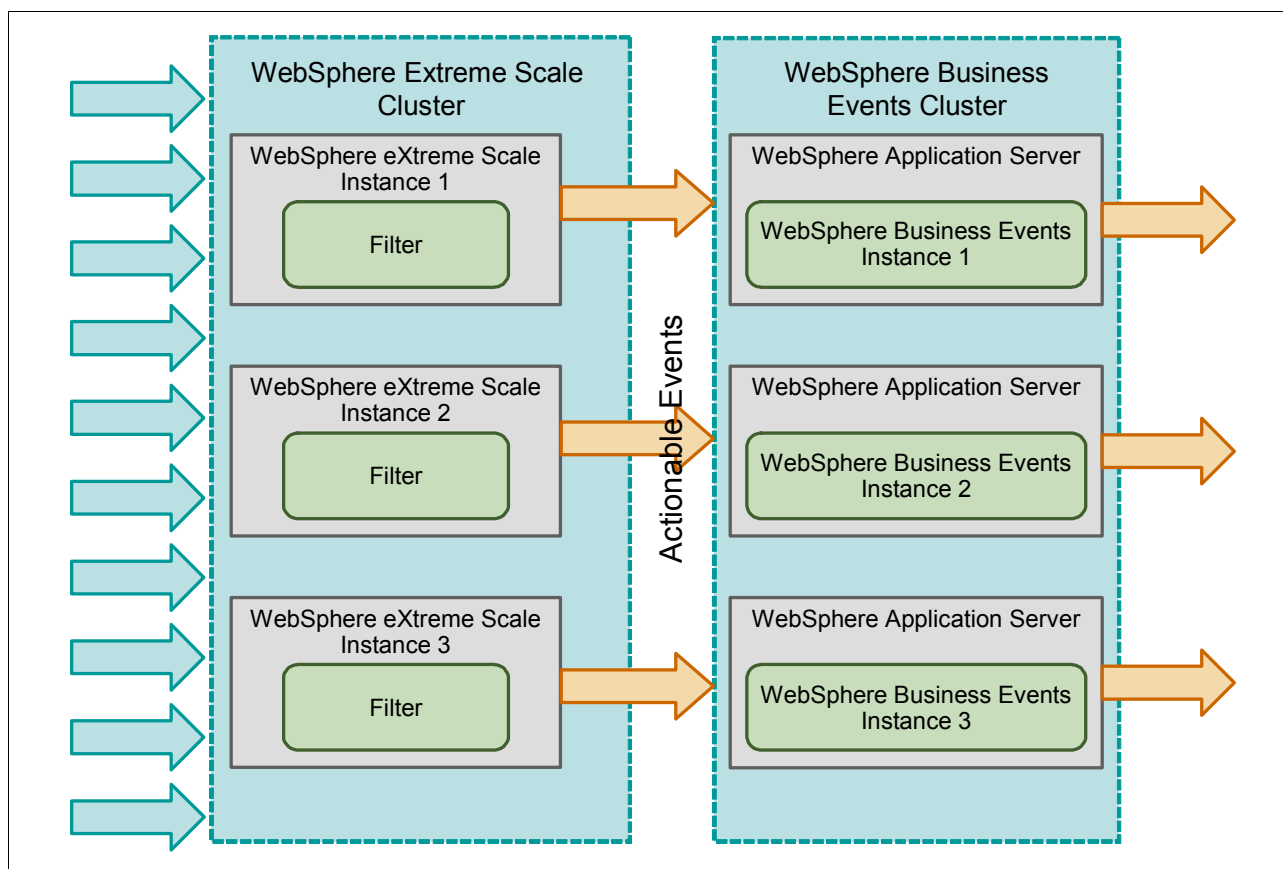 WebSphere Extreme Scale
Cluster
WebSphere eXtreme Scale
Instance 1
Filter
WebSphere eXtreme Scale
Instance 2
Filter
WebSphere eXtreme Scale
Instance 3
Filter
Actionable Events
WebSphere Business
Events Cluster
WebSphere Application Server
WebSphere Business Events
Instance 1
WebSphere Application Server
WebSphere Business Events
Instance 2
WebSphere Application Server
WebSphere Business Events
Instance 3